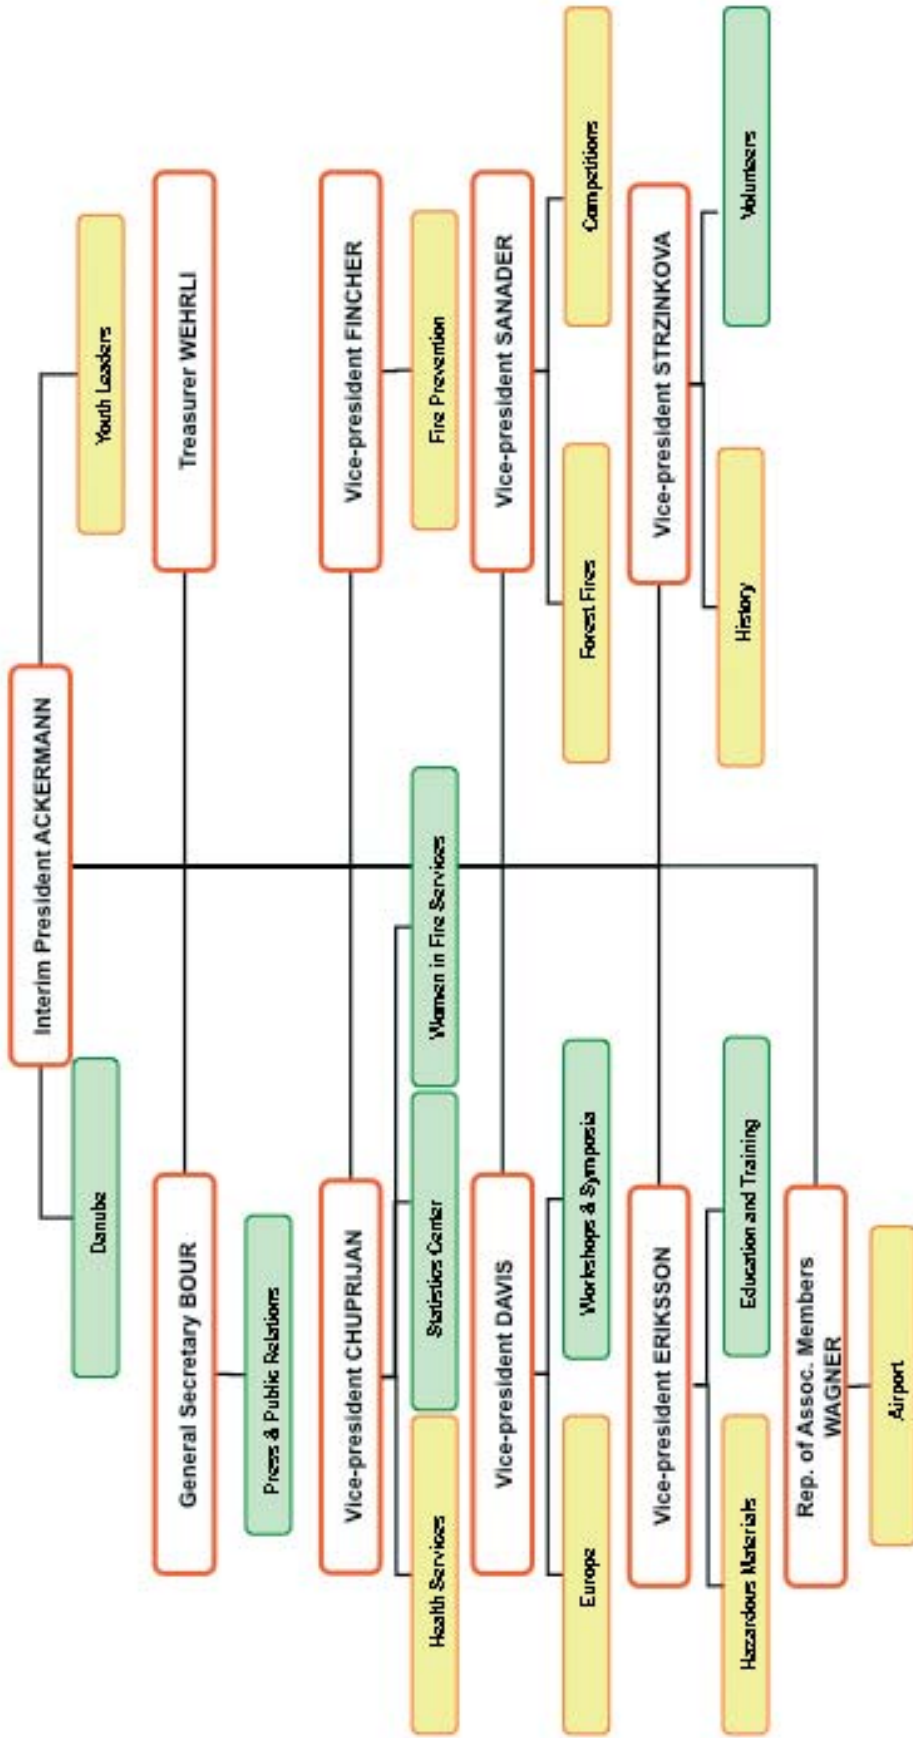 Interim President ACKERMANN
Danube
Youth Leaders
General Secretary BOUR
Treasurer WEHRLI
Press & Public Relations
Vice-president CHUPRIJAN
Vice-president FINCHER
Health Services
Statistics Center
Women in Fire Services
Fire Prevention
Vice-president DAVIS
Vice-president SANADER
Europe
Workshops & Symposia
Forest Fires
Competitions
Vice-president ERIKSSON
Vice-president STRZINKOVA
Hazardous Materials
Education and Training
History
Volunteers
Rep. of Assoc. Members
WAGNER
Airport